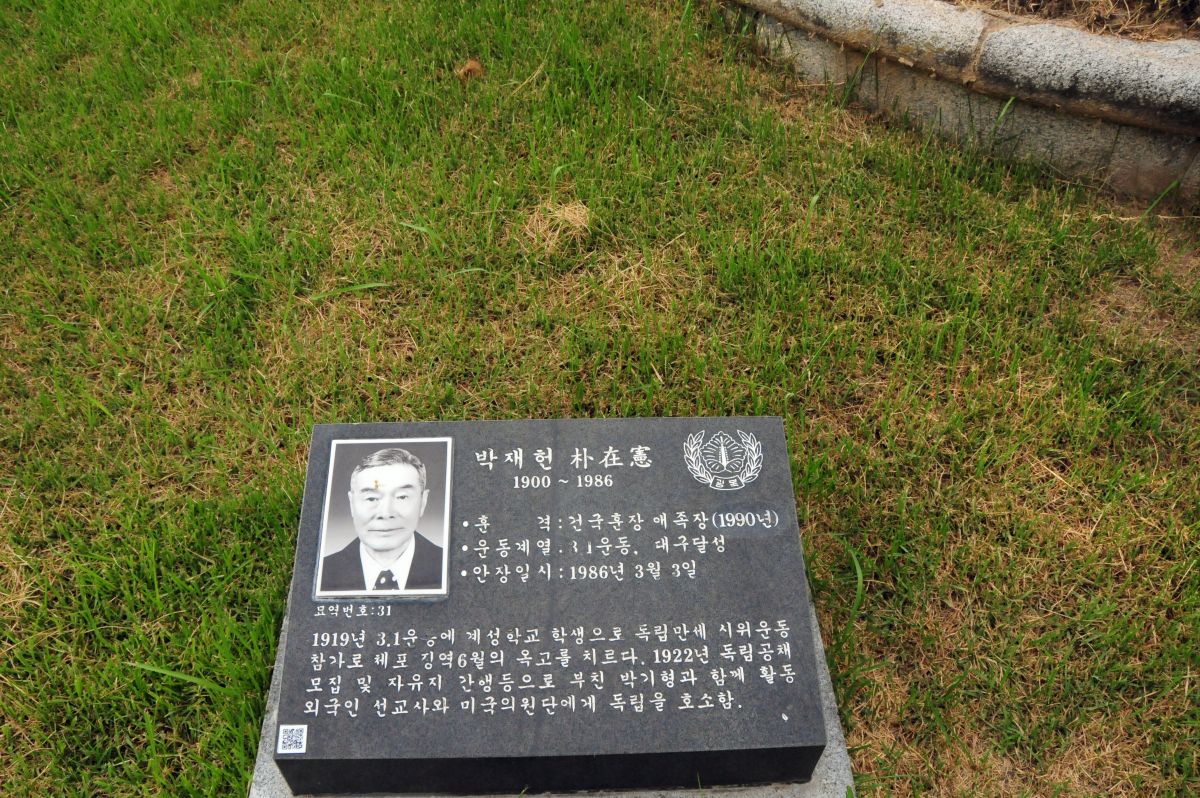 박재헌 朴在憲
1900 ~ 1986
광복
• 훈 격 : 건국훈장 애족장 (1990년)
• 운동계열 : 3.1운동, 대구달성
• 안장일시 : 1986년 3월 3일
묘역번호 : 31
1919년 3.1운동에 계성학교 학생으로 독립만세 시위운동
참가로 체포 징역6월의 옥고를 치르다. 1922년 독립공채
모집 및 자유지 간행등으로 부친 박기형과 함께 활동
외국인 선교사와 미국의원단에게 독립을 호소함.